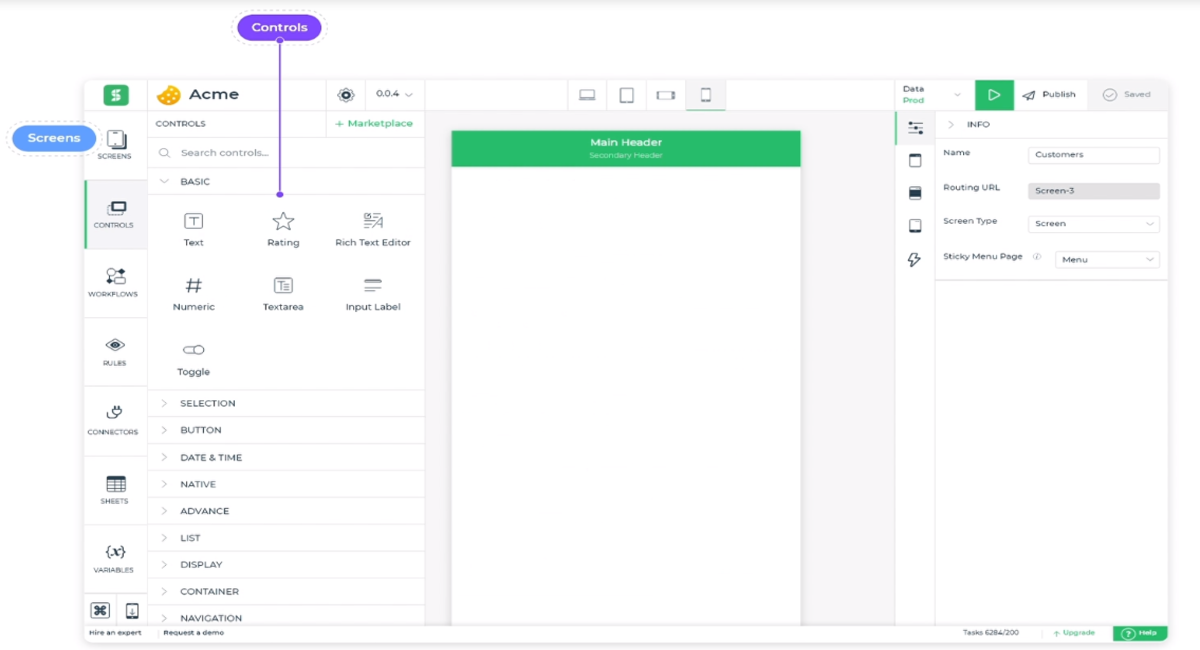 Controls
Acme
0.0.4
Data
Prod
Publish
Saved
Screens
SCREENS
CONTROLS
WORKFLOWS
RULES
CONNECTORS
SHEETS
{x}
VARIABLES
CONTROLS
+ Marketplace
Search controls...
BASIC
Text
Rating
Rich Text Editor
Numeric
Textarea
Input Label
Toggle
SELECTION
BUTTON
DATE & TIME
NATIVE
ADVANCE
LIST
DISPLAY
CONTAINER
NAVIGATION
Main Header
Secondary Header
INFO
Name
Customers
Routing URL
Screen-3
Screen Type
Screen
Sticky Menu Page
Menu
Hire an expert
Request a demo
Tasks 6284/200
Upgrade
Help